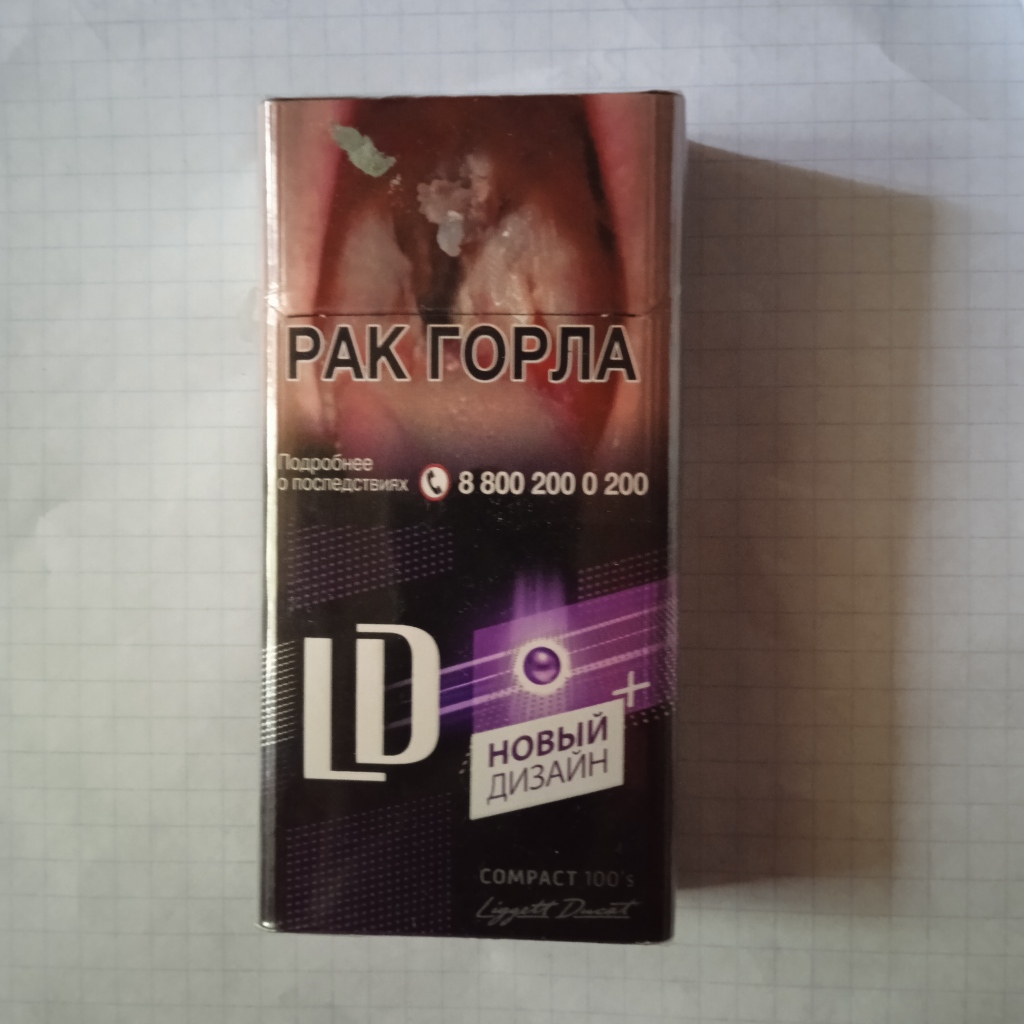 РАК ГОРЛА
Подробнее
о последствиях 8 800 200 0 200
LD
+
НОВЫЙ
ДИЗАЙН
COMPACT 100's
Liggett Ducat